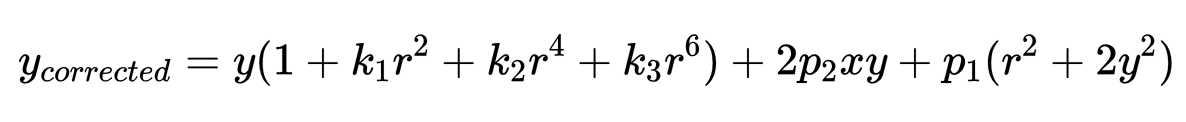 y_{corrected} = y(1 + k_1r^2 + k_2r^4 + k_3r^6) + 2p_2xy + p_1(r^2 + 2y^2)